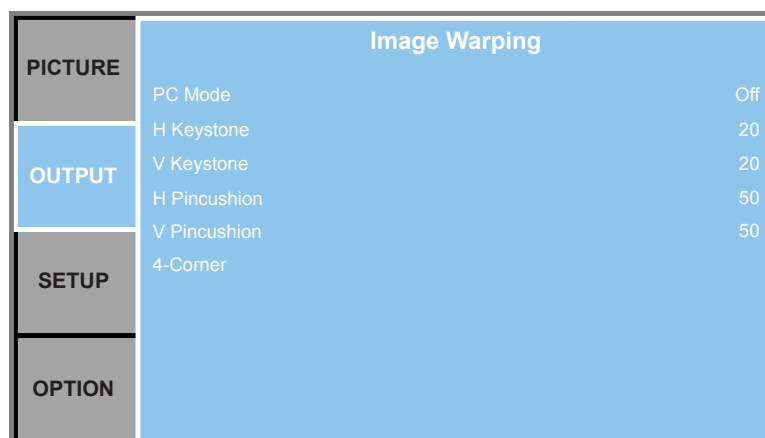 PICTURE
OUTPUT
SETUP
OPTION
Image Warping
PC Mode Off
H Keystone 20
V Keystone 20
H Pincushion 50
V Pincushion 50
4-Corner